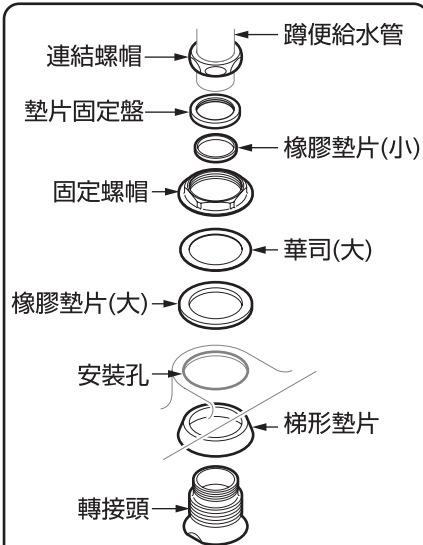 蹲便給水管
連結螺帽
墊片固定盤
橡膠墊片(小)
固定螺帽
華司(大)
橡膠墊片(大)
安裝孔
梯形墊片
轉接頭